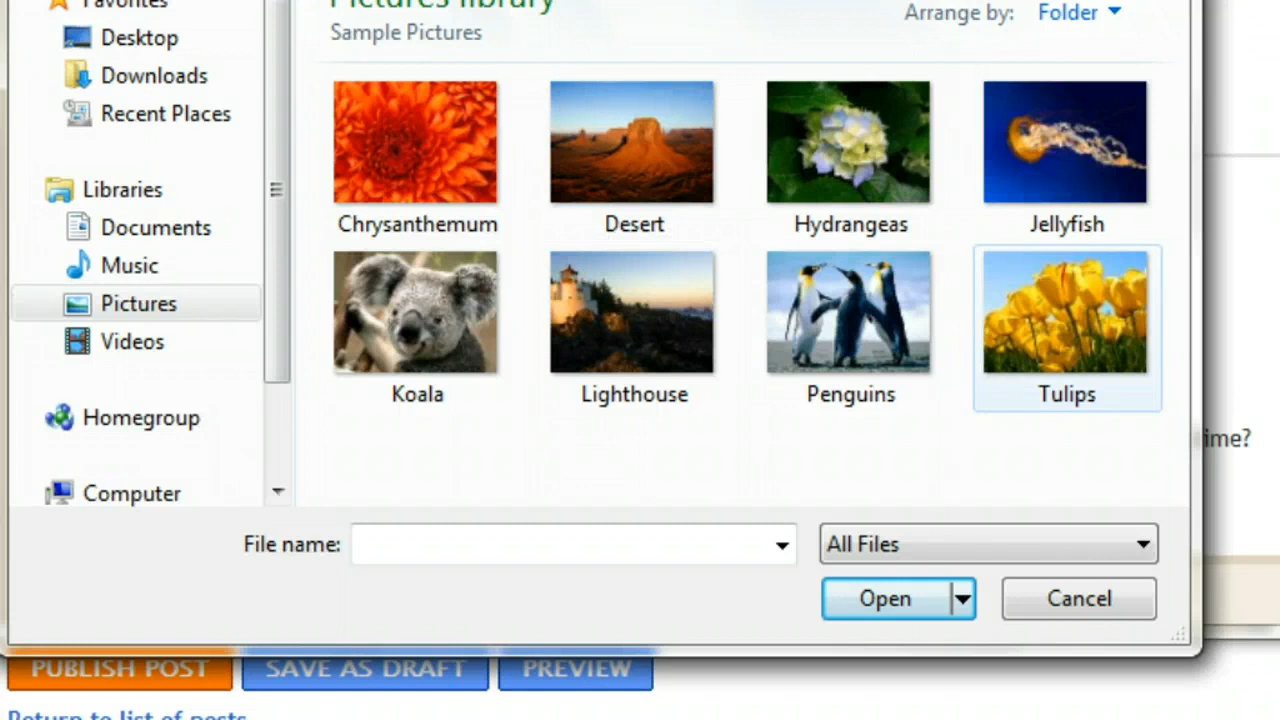 Favorites
Desktop
Downloads
Recent Places
Libraries
Documents
Music
Pictures
Videos
Homegroup
Computer
Pictures library
Sample Pictures
Arrange by: Folder
Chrysanthemum Desert Hydrangeas Jellyfish
Koala Lighthouse Penguins Tulips
File name: All Files
Open Cancel
ime?
PUBLISH POST SAVE AS DRAFT PREVIEW
Return to list of posts